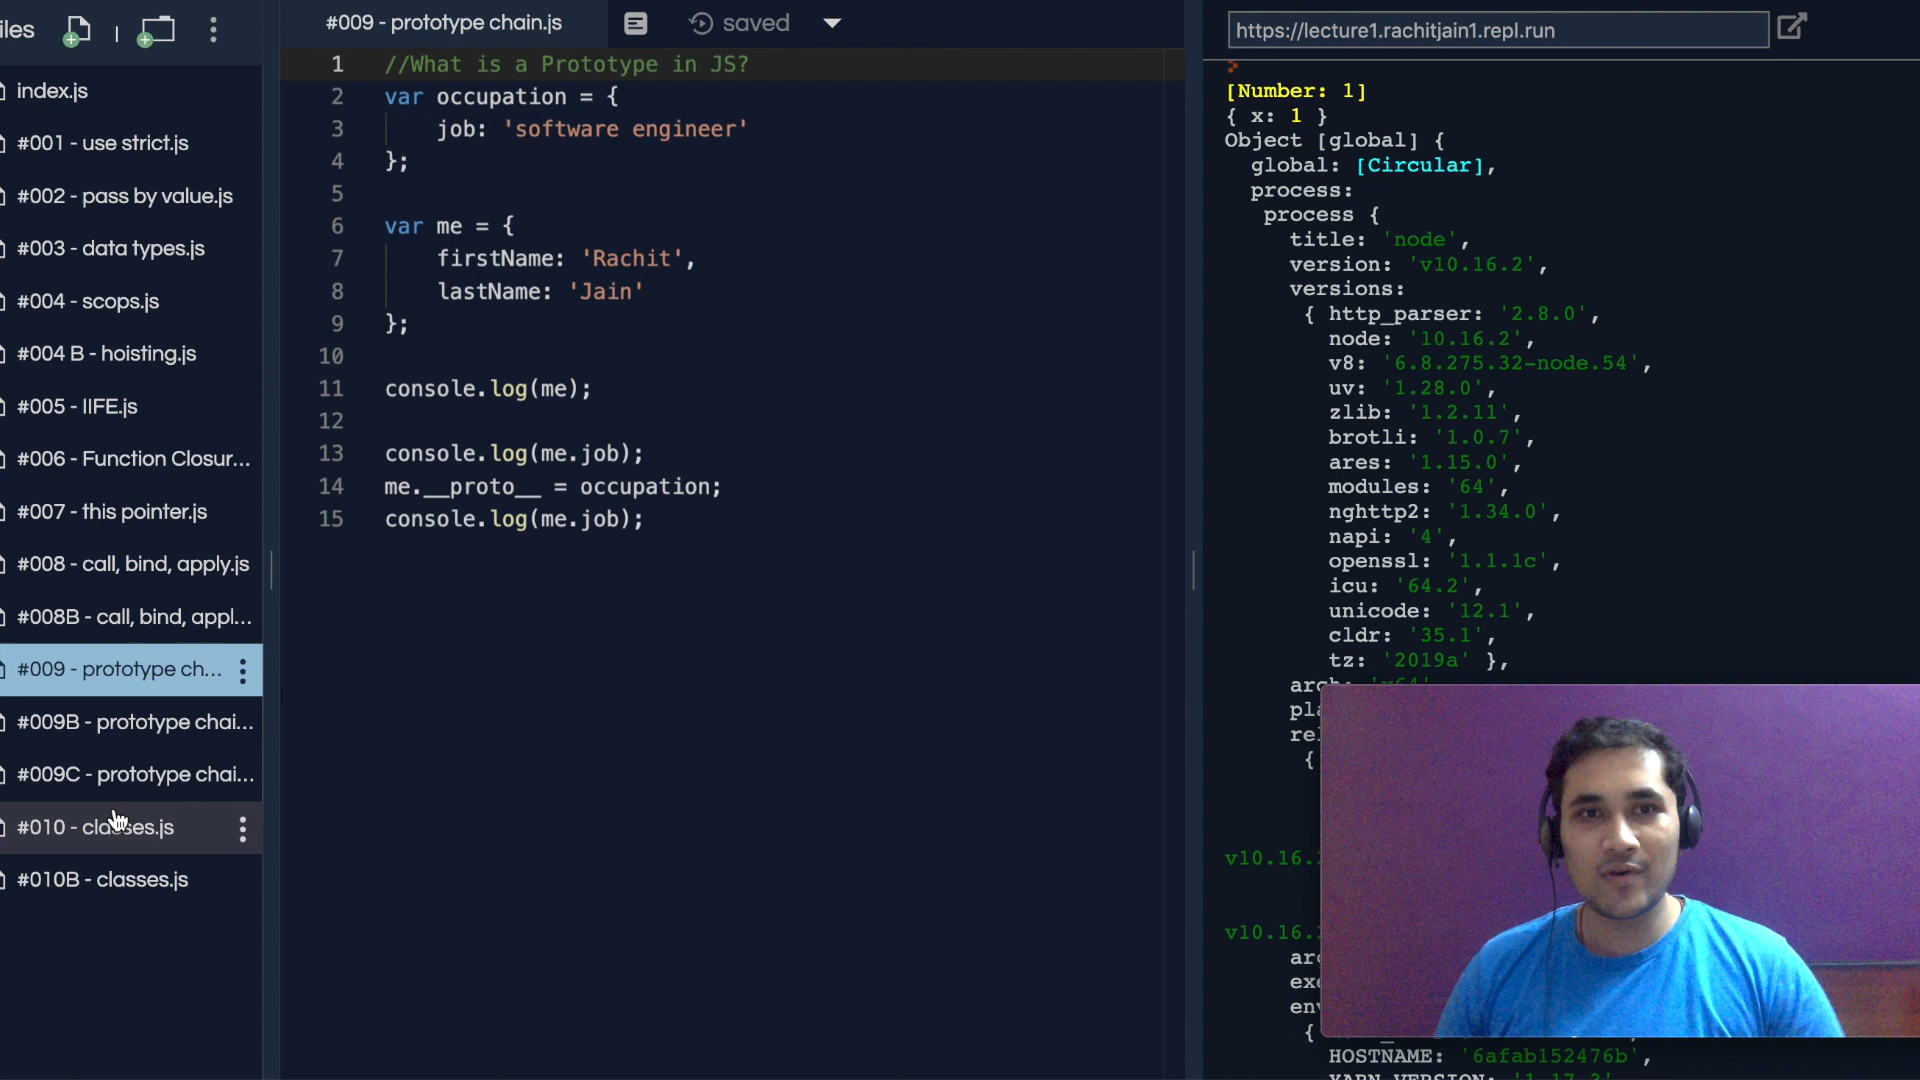 iles
index.js
#001 - use strict.js
#002 - pass by value.js
#003 - data types.js
#004 - scops.js
#004 B - hoisting.js
#005 - IIFE.js
#006 - Function Closur...
#007 - this pointer.js
#008 - call, bind, apply.js
#008B - call, bind, appl...
#009 - prototype ch...
#009B - prototype chai...
#009C - prototype chai...
#010 - classes.js
#010B - classes.js
#009 - prototype chain.js
saved
1 //What is a Prototype in JS?
2 var occupation = {
3 job: 'software engineer'
4 };
5
6 var me = {
7 firstName: 'Rachit',
8 lastName: 'Jain'
9 };
10
11 console.log(me);
12
13 console.log(me.job);
14 me.__proto__ = occupation;
15 console.log(me.job);
https://lecture1.rachitjain1.repl.run
[Number: 1]
{ x: 1 }
Object [global] {
global: [Circular],
process:
process {
title: 'node',
version: 'v10.16.2',
versions:
{ http_parser: '2.8.0',
node: '10.16.2',
v8: '6.8.275.32-node.54',
uv: '1.28.0',
zlib: '1.2.11',
brotli: '1.0.7',
ares: '1.15.0',
modules: '64',
nghttp2: '1.34.0',
napi: '4',
openssl: '1.1.1c',
icu: '64.2',
unicode: '12.1',
cldr: '35.1',
tz: '2019a' },
{
v10.16.
v10.16.
{
HOSTNAME: '6afab152476b',